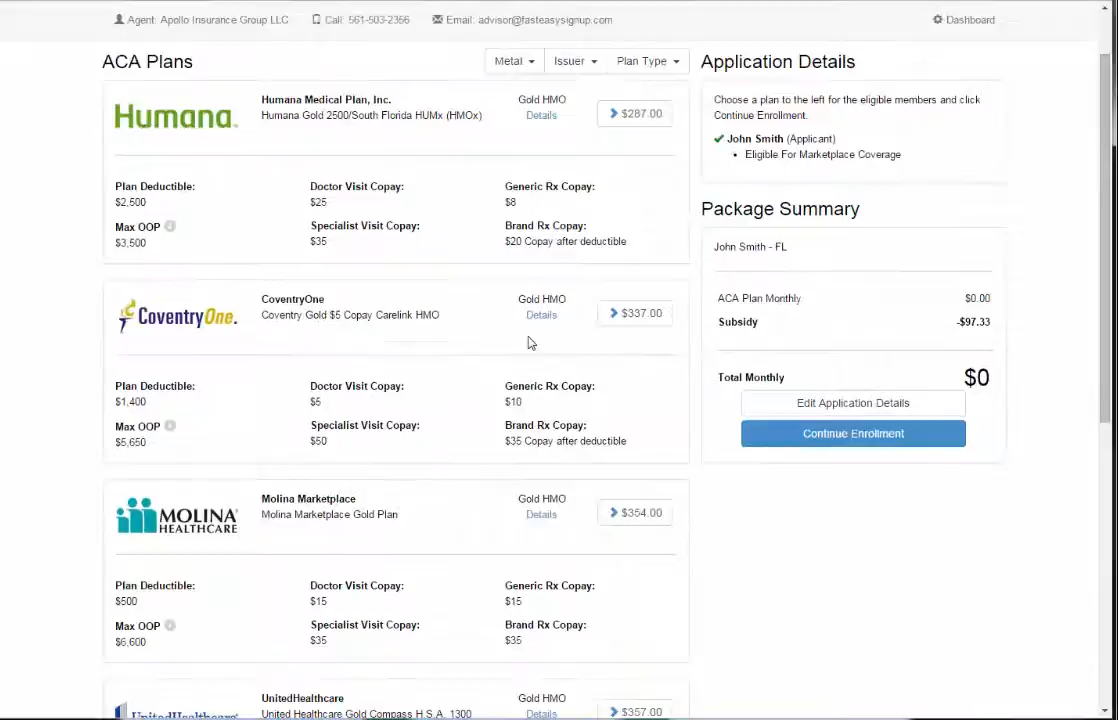 Agent: Apollo Insurance Group LLC Call: 561-503-2356 Email: advisor@fasteasysignup.com Dashboard
ACA Plans Metal Issuer Plan Type
Humana.
Humana Medical Plan, Inc. Gold HMO $287.00
Humana Gold 2500/South Florida HUMx (HMOx) Details
Plan Deductible: Doctor Visit Copay: Generic Rx Copay:
$2,500 $25 $8
Max OOP Specialist Visit Copay: Brand Rx Copay:
$3,500 $35 $20 Copay after deductible
CoventryOne.
CoventryOne Gold HMO $337.00
Coventry Gold $5 Copay Carelink HMO Details
Plan Deductible: Doctor Visit Copay: Generic Rx Copay:
$1,400 $5 $10
Max OOP Specialist Visit Copay: Brand Rx Copay:
$5,650 $50 $35 Copay after deductible
MOLINA
HEALTHCARE
Molina Marketplace Gold HMO $354.00
Molina Marketplace Gold Plan Details
Plan Deductible: Doctor Visit Copay: Generic Rx Copay:
$500 $15 $15
Max OOP Specialist Visit Copay: Brand Rx Copay:
$6,600 $35 $35
UnitedHealthcare
UnitedHealthcare Gold HMO $357.00
United Healthcare Gold Compass H.S.A. 1300 Details
Application Details
Choose a plan to the left for the eligible members and click
Continue Enrollment.
John Smith (Applicant)
• Eligible For Marketplace Coverage
Package Summary
John Smith - FL
ACA Plan Monthly $0.00
Subsidy -$97.33
Total Monthly $0
Edit Application Details
Continue Enrollment